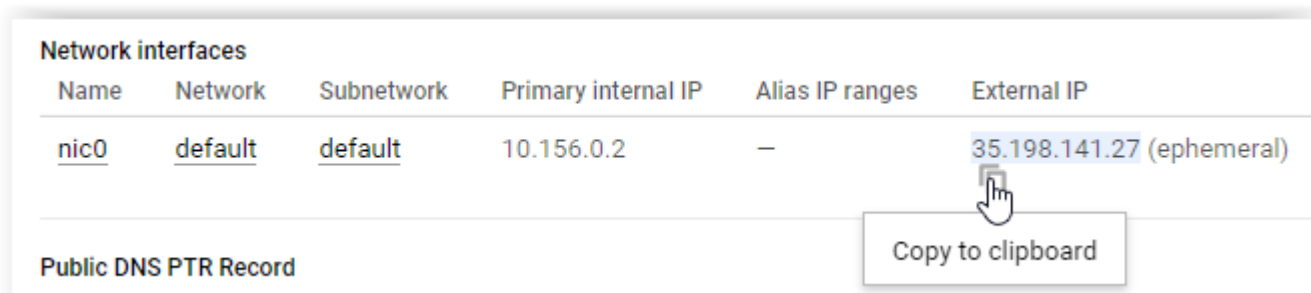 Network interfaces
Name Network Subnetwork Primary internal IP Alias IP ranges External IP
nic0 default default 10.156.0.2 — 35.198.141.27 (ephemeral)
Copy to clipboard
Public DNS PTR Record